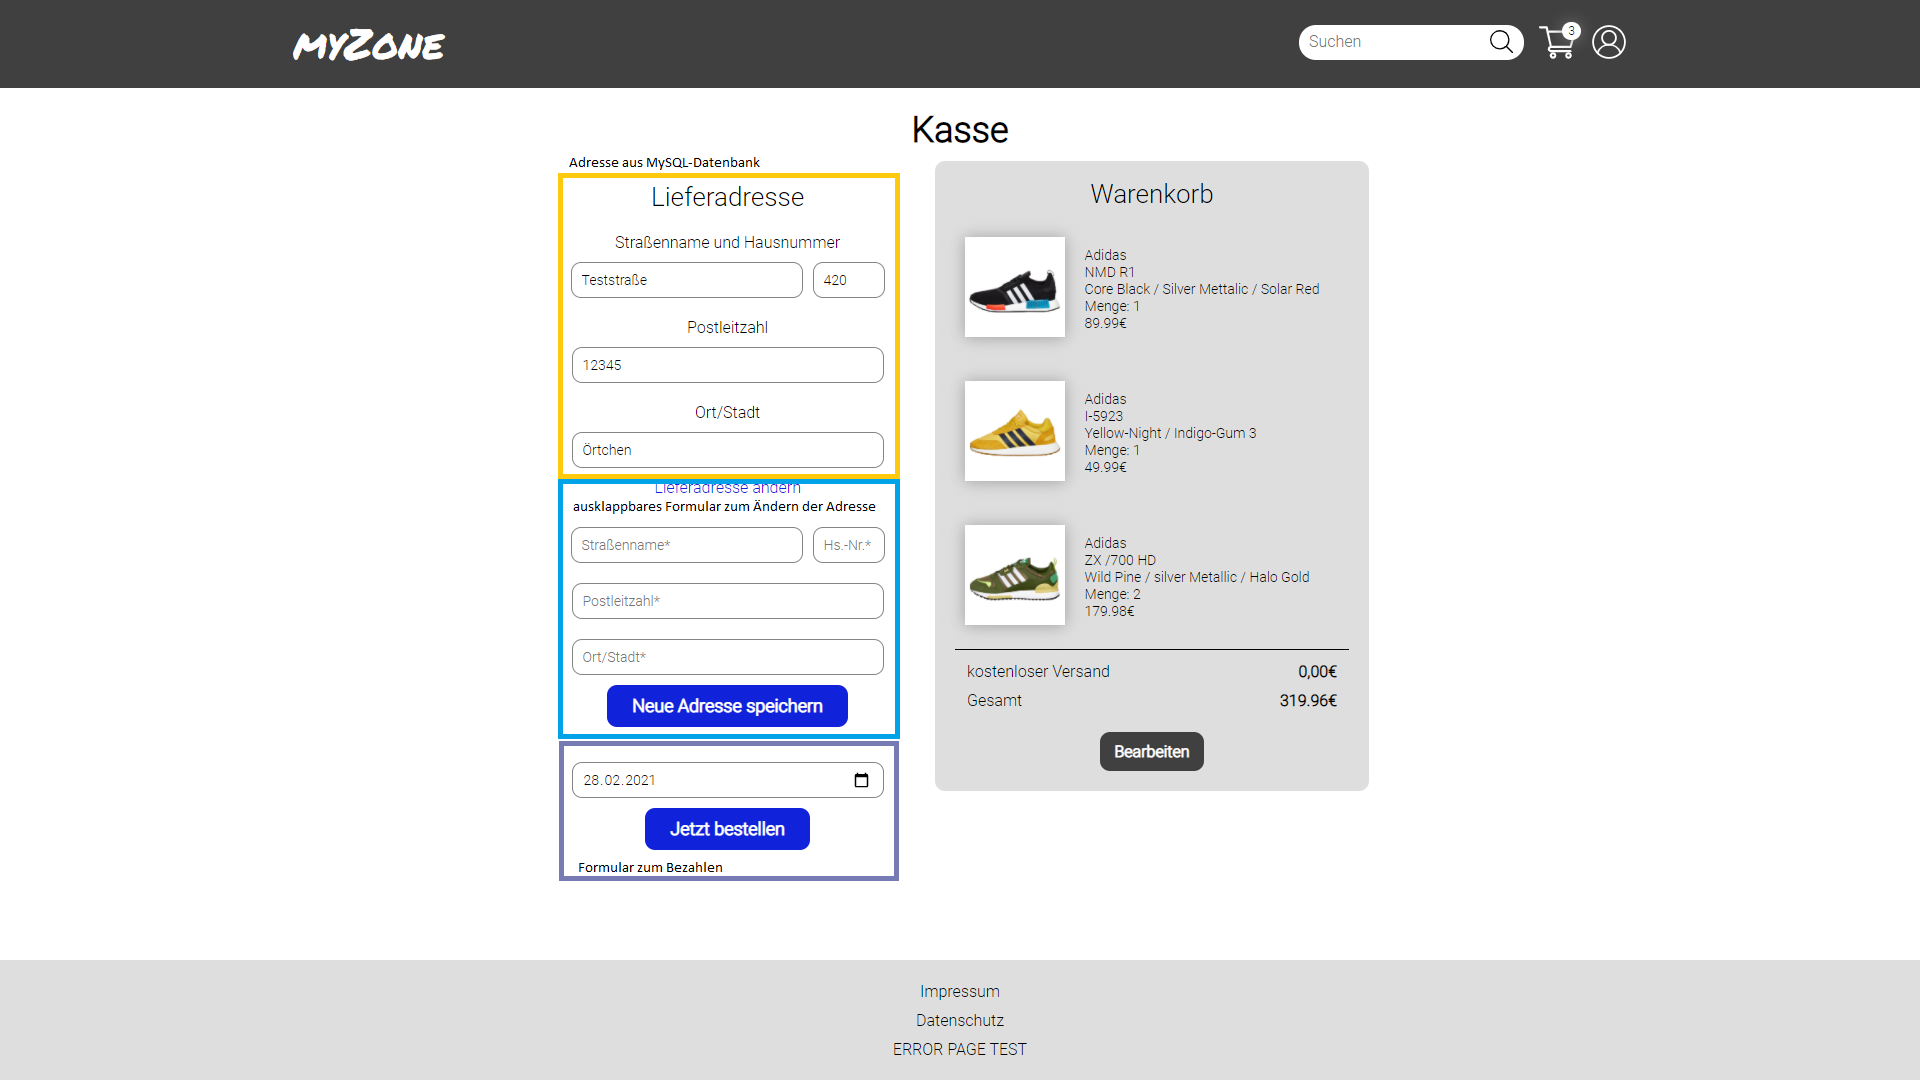 MYZONE
Suchen
3
Kasse
Adresse aus MySQL-Datenbank
Lieferadresse
Straßenname und Hausnummer
Teststraße 420
Postleitzahl
12345
Ort/Stadt
Örtchen
Lieferadresse ändern
ausklappbares Formular zum Ändern der Adresse
Straßenname* Hs.-Nr.*
Postleitzahl*
Ort/Stadt*
Neue Adresse speichern
28.02.2021
Jetzt bestellen
Formular zum Bezahlen
Warenkorb
Adidas
NMD R1
Core Black / Silver Mettalic / Solar Red
Menge: 1
89.99€
Adidas
I-5923
Yellow-Night / Indigo-Gum 3
Menge: 1
49.99€
Adidas
ZX /700 HD
Wild Pine / silver Metallic / Halo Gold
Menge: 2
179.98€
kostenloser Versand 0,00€
Gesamt 319.96€
Bearbeiten
Impressum
Datenschutz
ERROR PAGE TEST